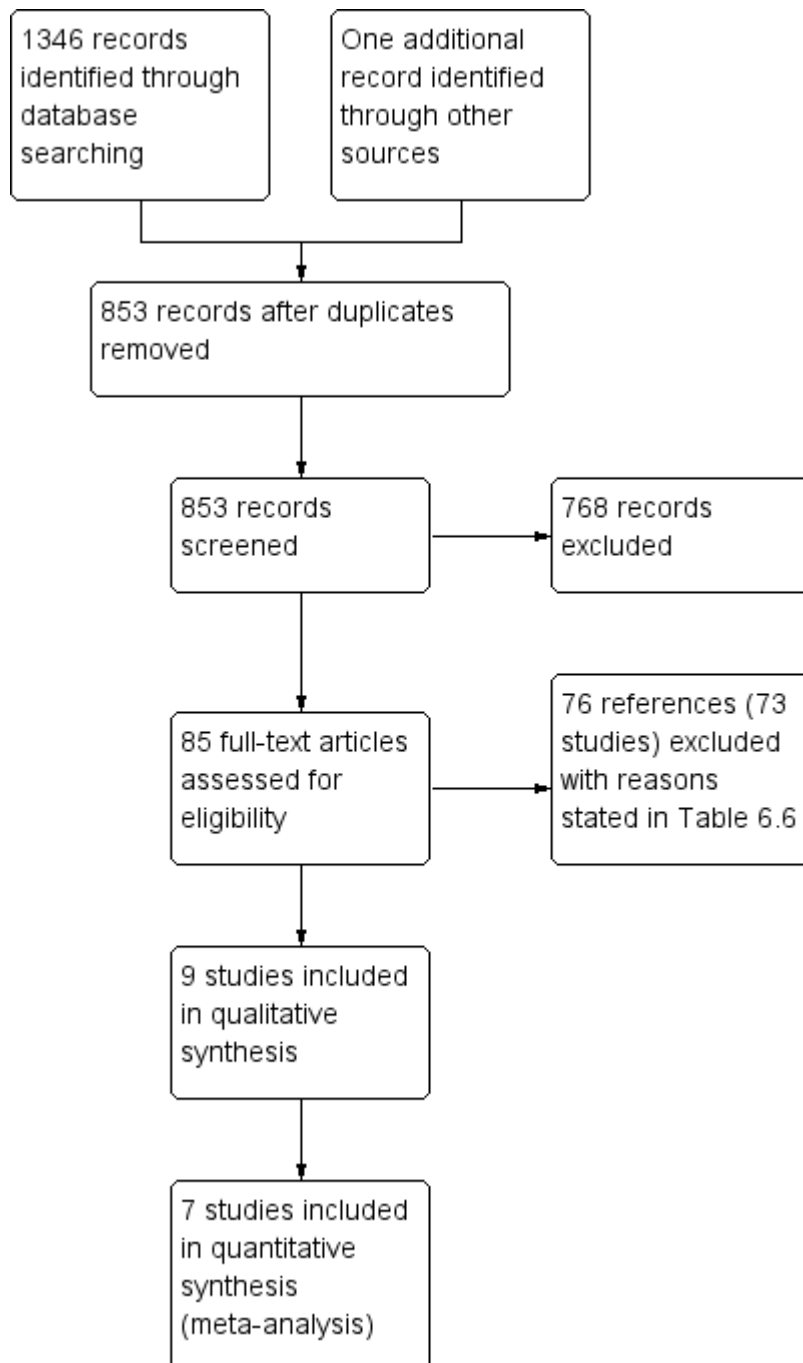 1346 records
identified through
database
searching
One additional
record identified
through other
sources
853 records after duplicates
removed
853 records
screened
768 records
excluded
85 full-text articles
assessed for
eligibility
76 references (73
studies) excluded
with reasons
stated in Table 6.6
9 studies included
in qualitative
synthesis
7 studies included
in quantitative
synthesis
(meta-analysis)